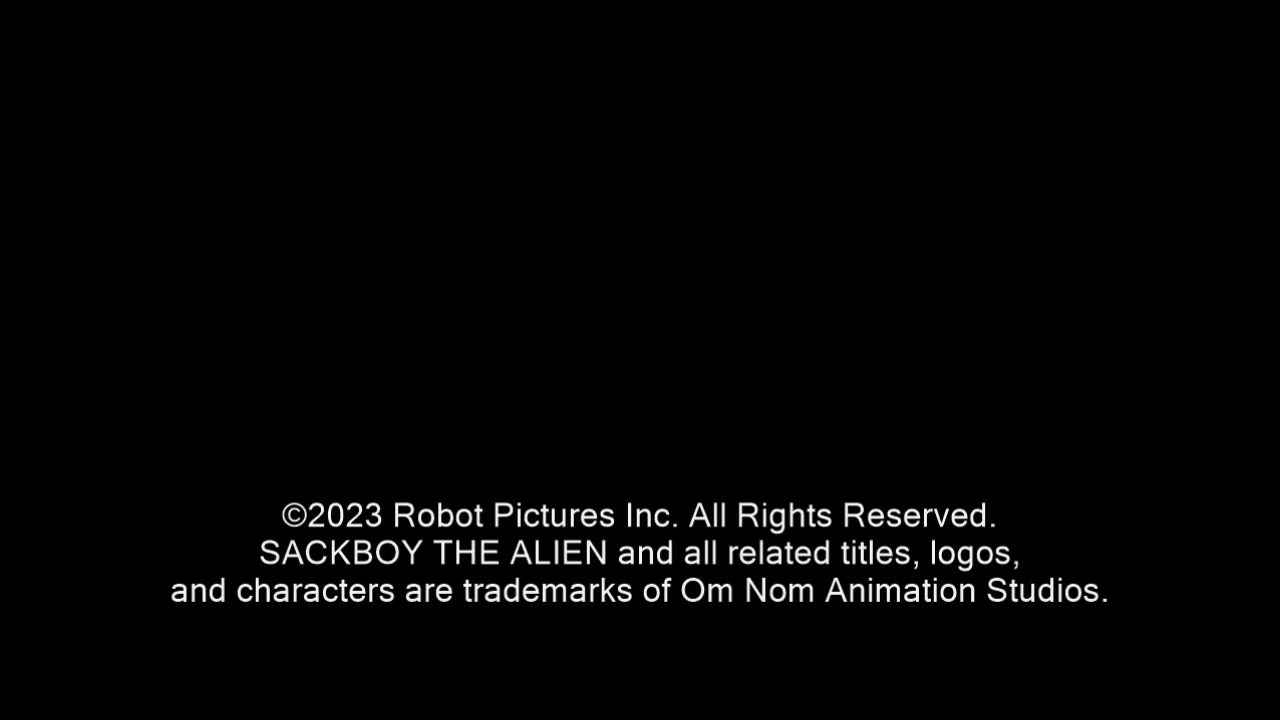 ©2023 Robot Pictures Inc. All Rights Reserved.
SACKBOY THE ALIEN and all related titles, logos,
and characters are trademarks of Om Nom Animation Studios.